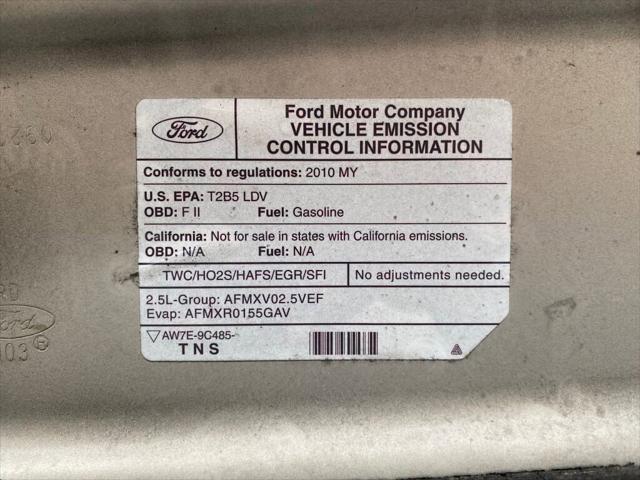 Ford
Ford Motor Company
VEHICLE EMISSION
CONTROL INFORMATION
Conforms to regulations: 2010 MY
U.S. EPA: T2B5 LDV
OBD: F II Fuel: Gasoline
California: Not for sale in states with California emissions.
OBD: N/A Fuel: N/A
TWC/HO2S/HAFS/EGR/SFI No adjustments needed.
2.5L-Group: AFMXV02.5VEF
Evap: AFMXR0155GAV
AW7E-9C485-
TNS
Ford